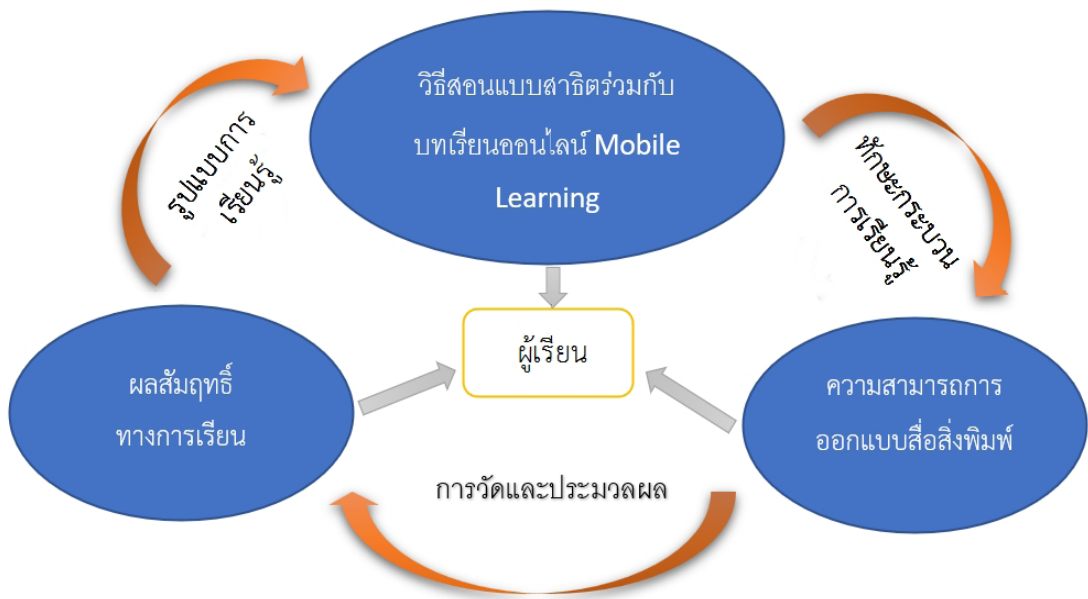 วิธีสอนแบบสาธิตร่วมกับ
บทเรียนออนไลน์ Mobile
Learning
รูปแบบการ
เรียนรู้
ทักษะกระบวน
การเรียนรู้
ผู้เรียน
ผลสัมฤทธิ์
ทางการเรียน
ความสามารถการ
ออกแบบสื่อสิ่งพิมพ์
การวัดและประมวลผล